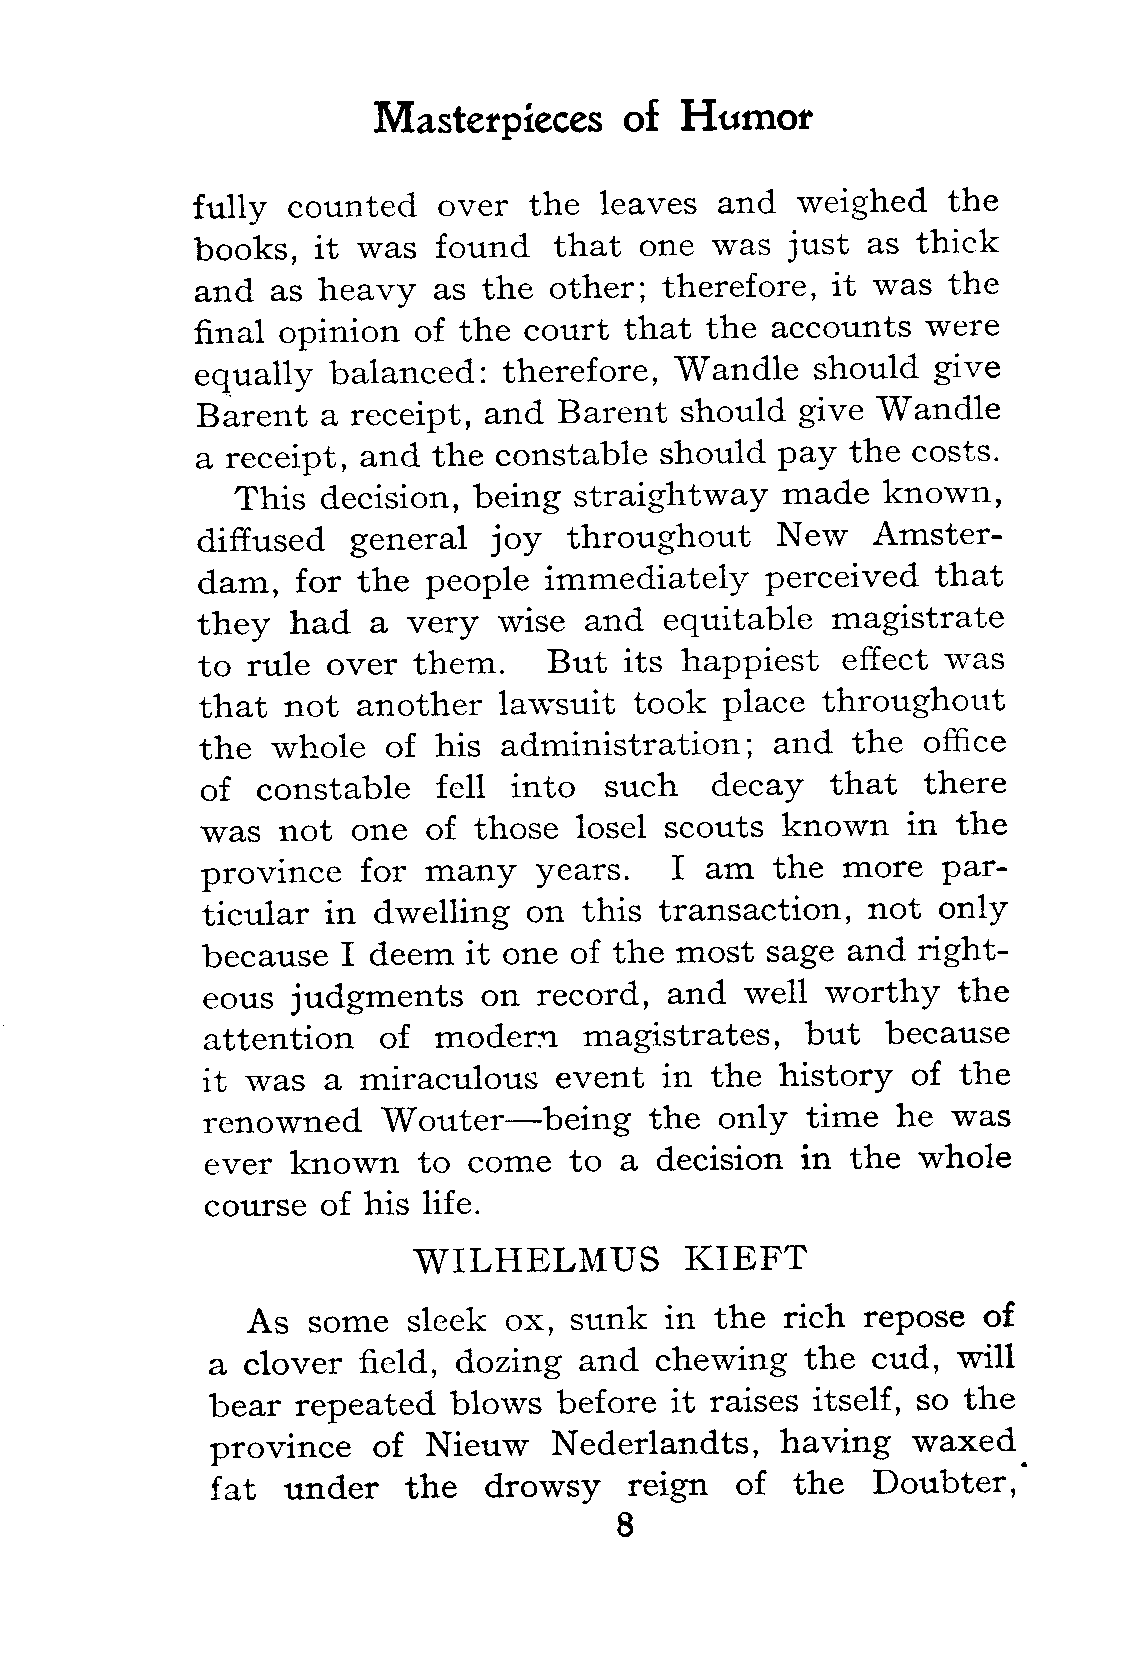 Masterpieces of Humor
fully counted over the leaves and weighed the
books, it was found that one was just as thick
and as heavy as the other; therefore, it was the
final opinion of the court that the accounts were
equally balanced: therefore, Wandle should give
Barent a receipt, and Barent should give Wandle
a receipt, and the constable should pay the costs.
This decision, being straightway made known,
diffused general joy throughout New Amster-
dam, for the people immediately perceived that
they had a very wise and equitable magistrate
to rule over them. But its happiest effect was
that not another lawsuit took place throughout
the whole of his administration; and the office
of constable fell into such decay that there
was not one of those losel scouts known in the
province for many years. I am the more par-
ticular in dwelling on this transaction, not only
because I deem it one of the most sage and right-
eous judgments on record, and well worthy the
attention of modern magistrates, but because
it was a miraculous event in the history of the
renowned Wouter—being the only time he was
ever known to come to a decision in the whole
course of his life.
WILHELMUS KIEFT
As some sleek ox, sunk in the rich repose of
a clover field, dozing and chewing the cud, will
bear repeated blows before it raises itself, so the
province of Nieuw Nederlandts, having waxed
fat under the drowsy reign of the Doubter,
8